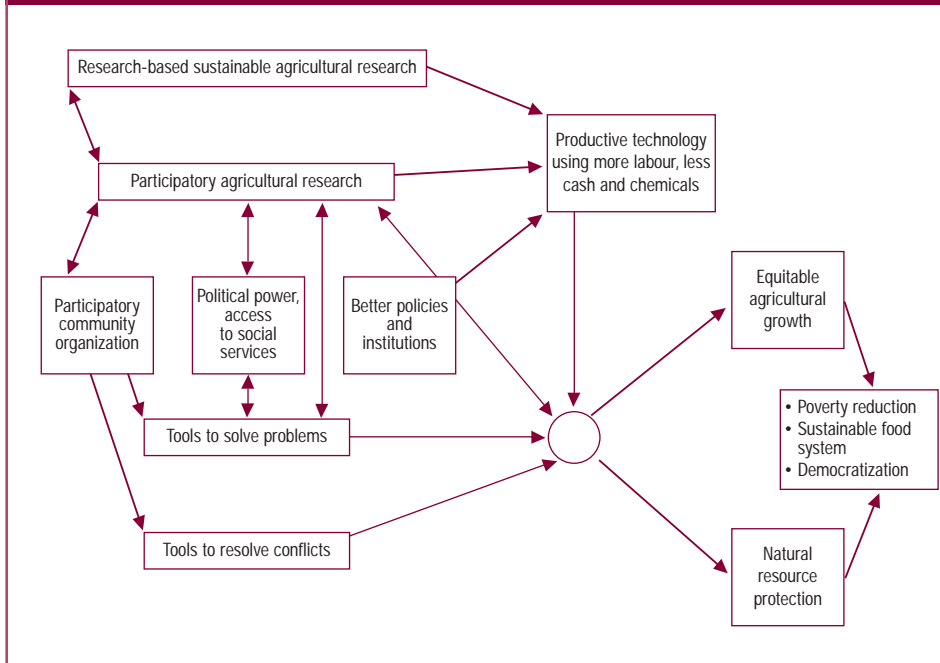 Research-based sustainable agricultural research
Productive technology
using more labour, less
cash and chemicals
Participatory agricultural research
Participatory
community
organization
Political power,
access
to social
services
Better policies
and
institutions
Equitable
agricultural
growth
Tools to solve problems
• Poverty reduction
• Sustainable food
system
• Democratization
Tools to resolve conflicts
Natural
resource
protection